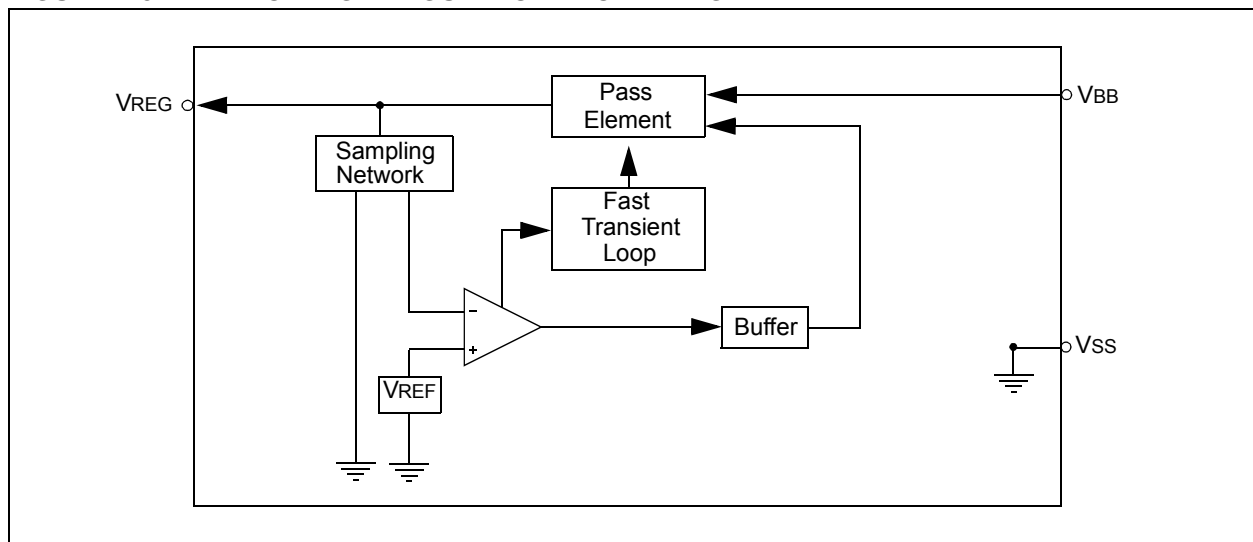 VREG
Pass
Element
VBB
Sampling
Network
Fast
Transient
Loop
-
+
Buffer
VSS
VREF